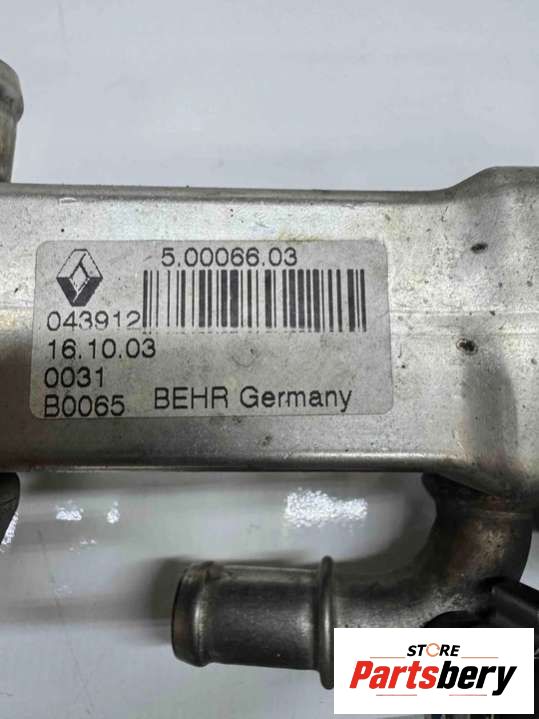 5.00066.03
043912
16.10.03
0031
B0065 BEHR Germany
STORE
Partsbery